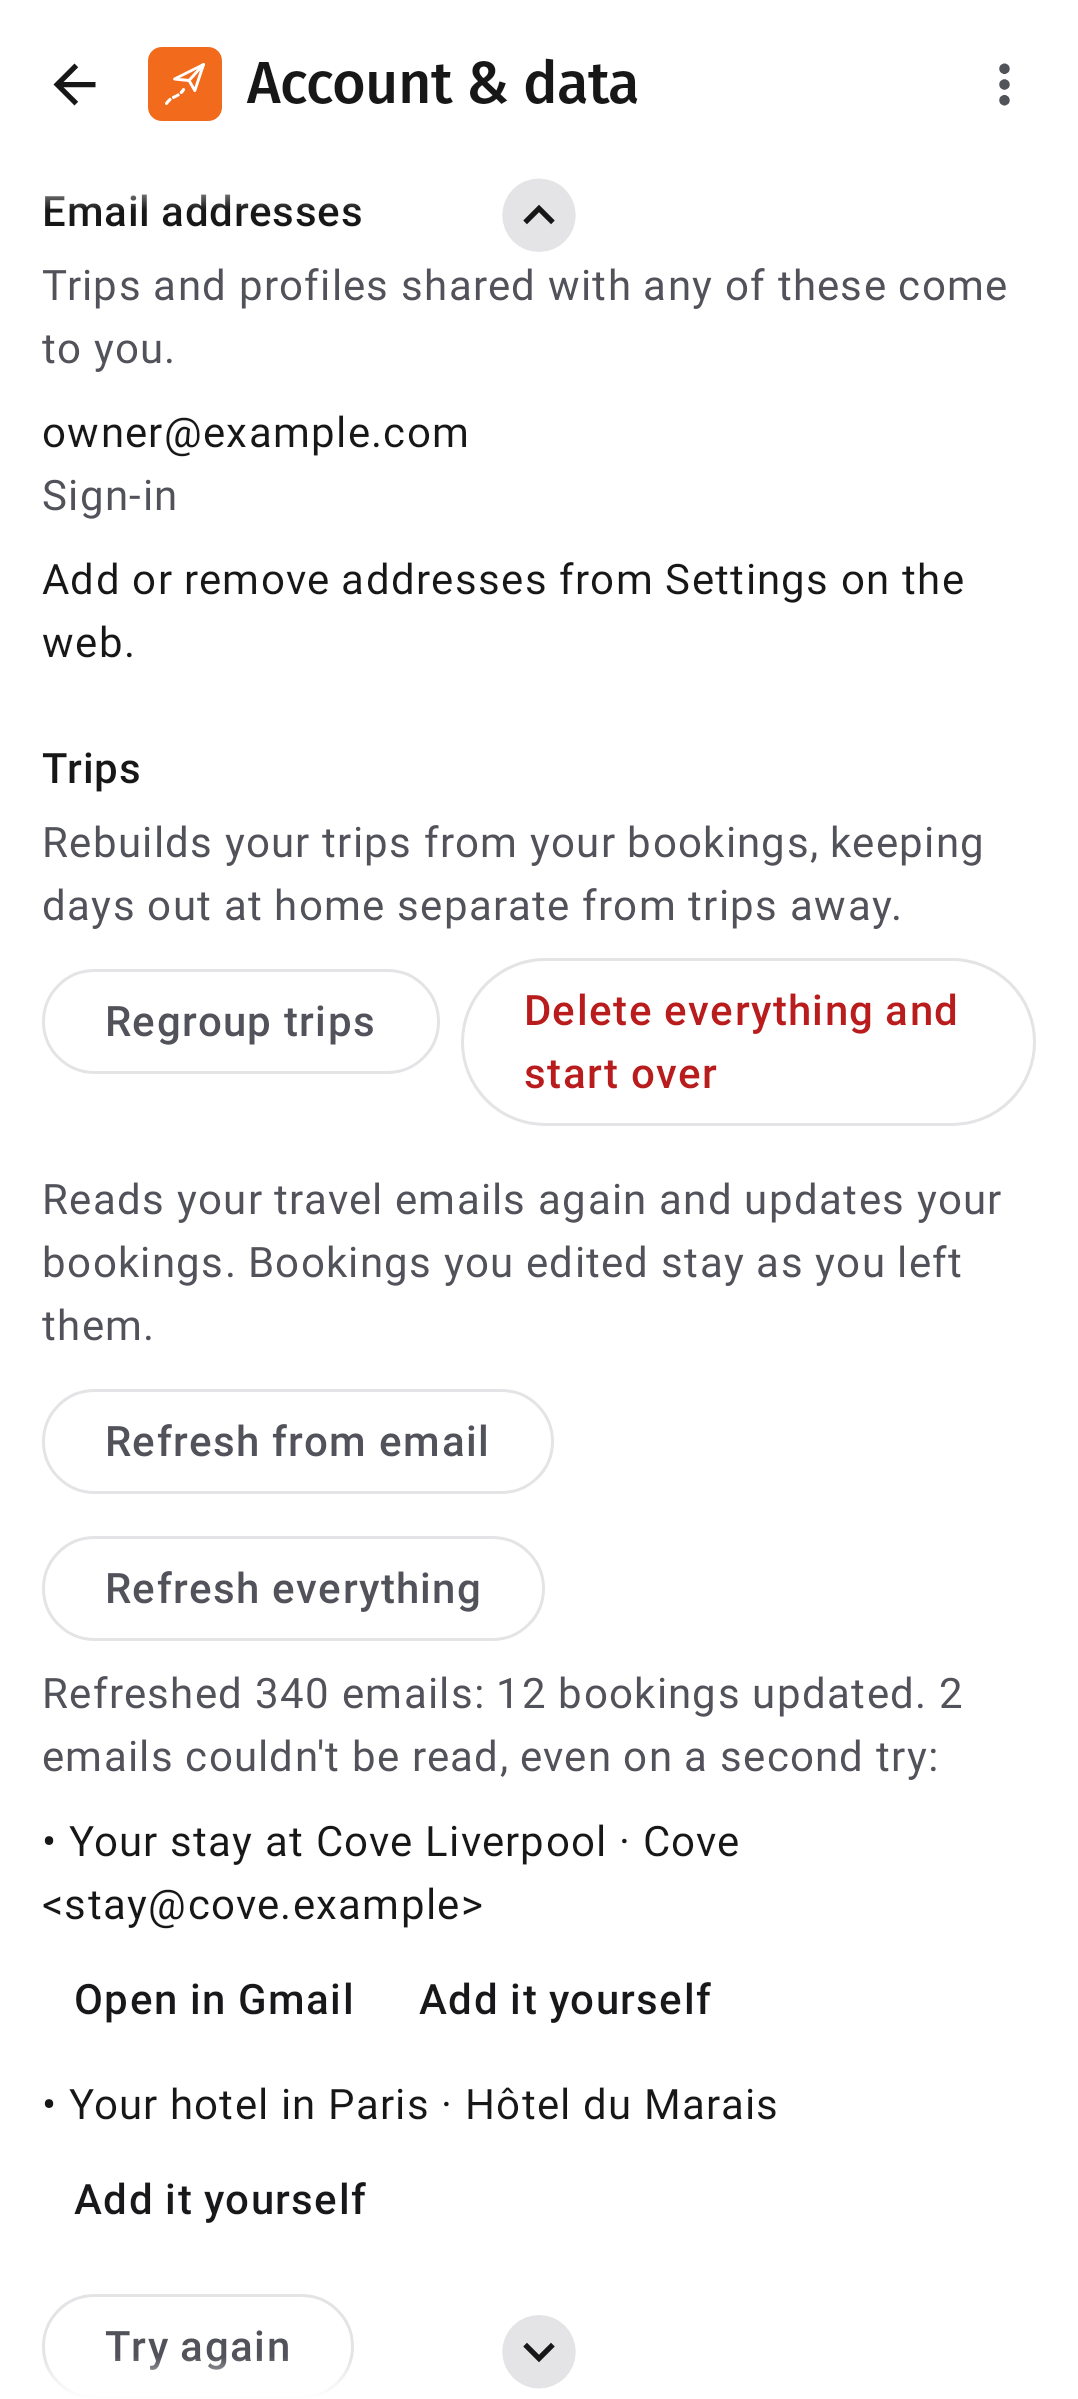 Account & data
Email addresses
Trips and profiles shared with any of these come
to you.
owner@example.com
Sign-in
Add or remove addresses from Settings on the
web.
Trips
Rebuilds your trips from your bookings, keeping
days out at home separate from trips away.
Regroup trips
Delete everything and
start over
Reads your travel emails again and updates your
bookings. Bookings you edited stay as you left
them.
Refresh from email
Refresh everything
Refreshed 340 emails: 12 bookings updated. 2
emails couldn't be read, even on a second try:
• Your stay at Cove Liverpool · Cove
<stay@cove.example>
Open in Gmail Add it yourself
• Your hotel in Paris · Hôtel du Marais
Add it yourself
Try again